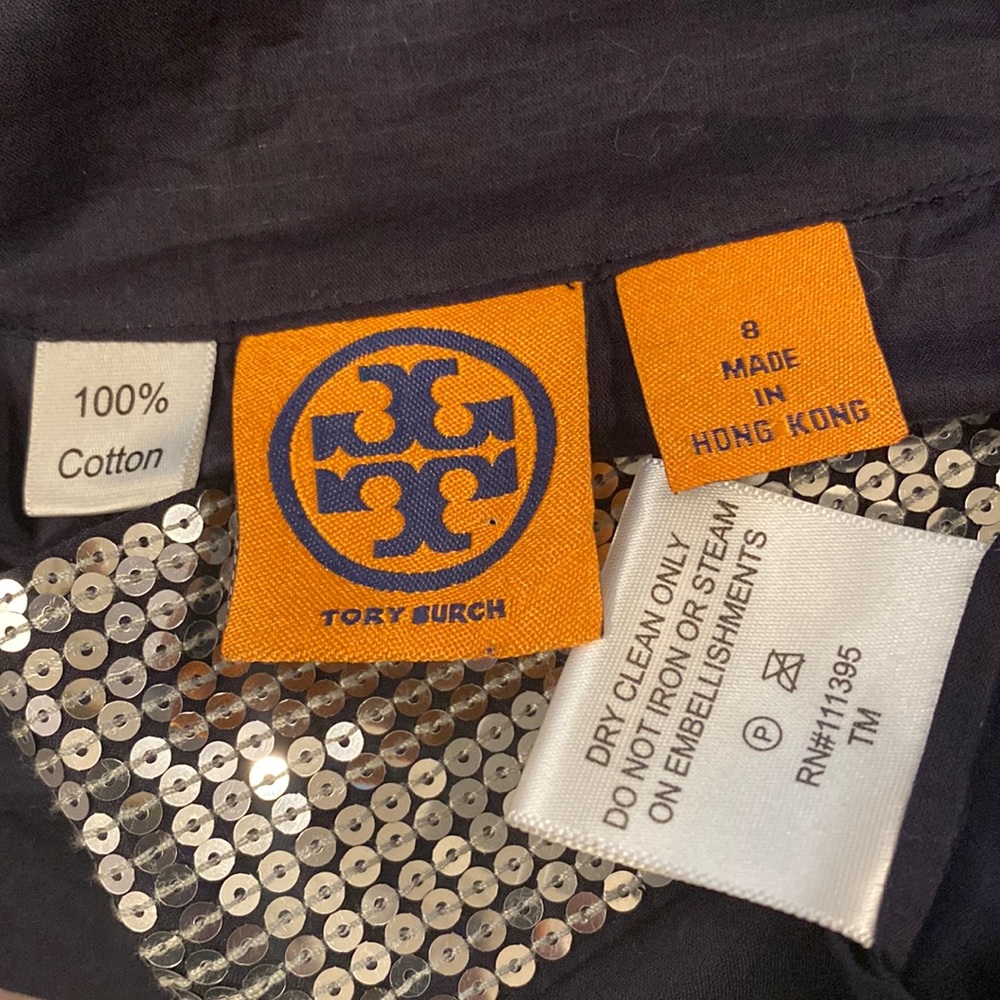 100%
Cotton
TORY BURCH
8
MADE
IN
HONG KONG
DRY CLEAN ONLY
DO NOT IRON OR STEAM
ON EMBELLISHMENTS
P
RN#111395
TM